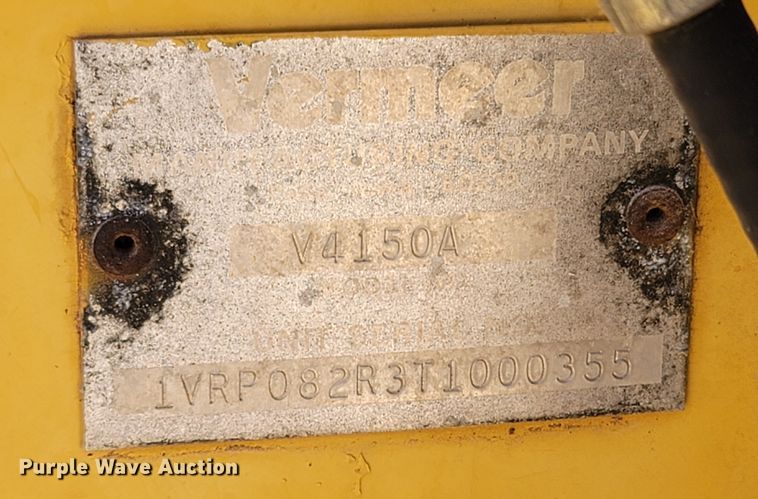 Vermeer
MANUFACTURING COMPANY
V4150A
MODEL NO.
UNIT SERIAL NO.
1VRP082R3T1000355
Purple Wave Auction